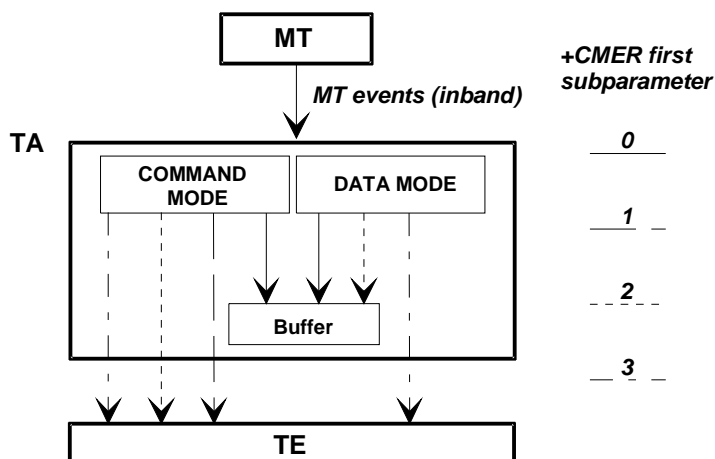 MT
+CMER first
subparameter
MT events (inband)
TA
0
COMMAND
MODE
DATA MODE
1
2
Buffer
3
TE